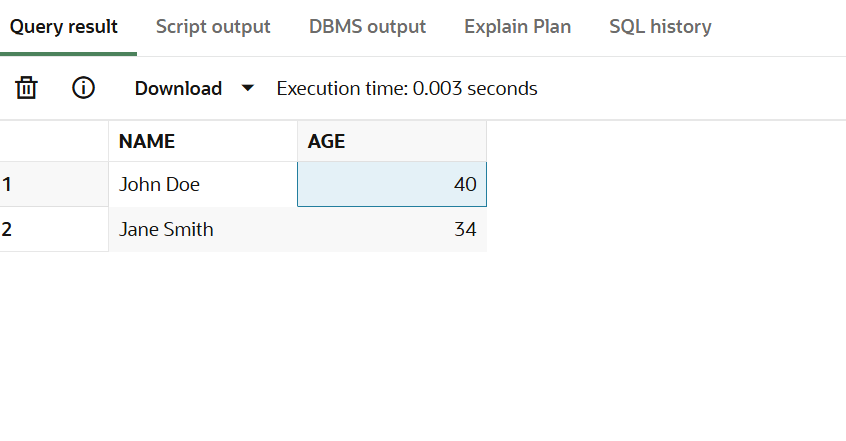 Query result Script output DBMS output Explain Plan SQL history
Download Execution time: 0.003 seconds
NAME AGE
1 John Doe 40
2 Jane Smith 34